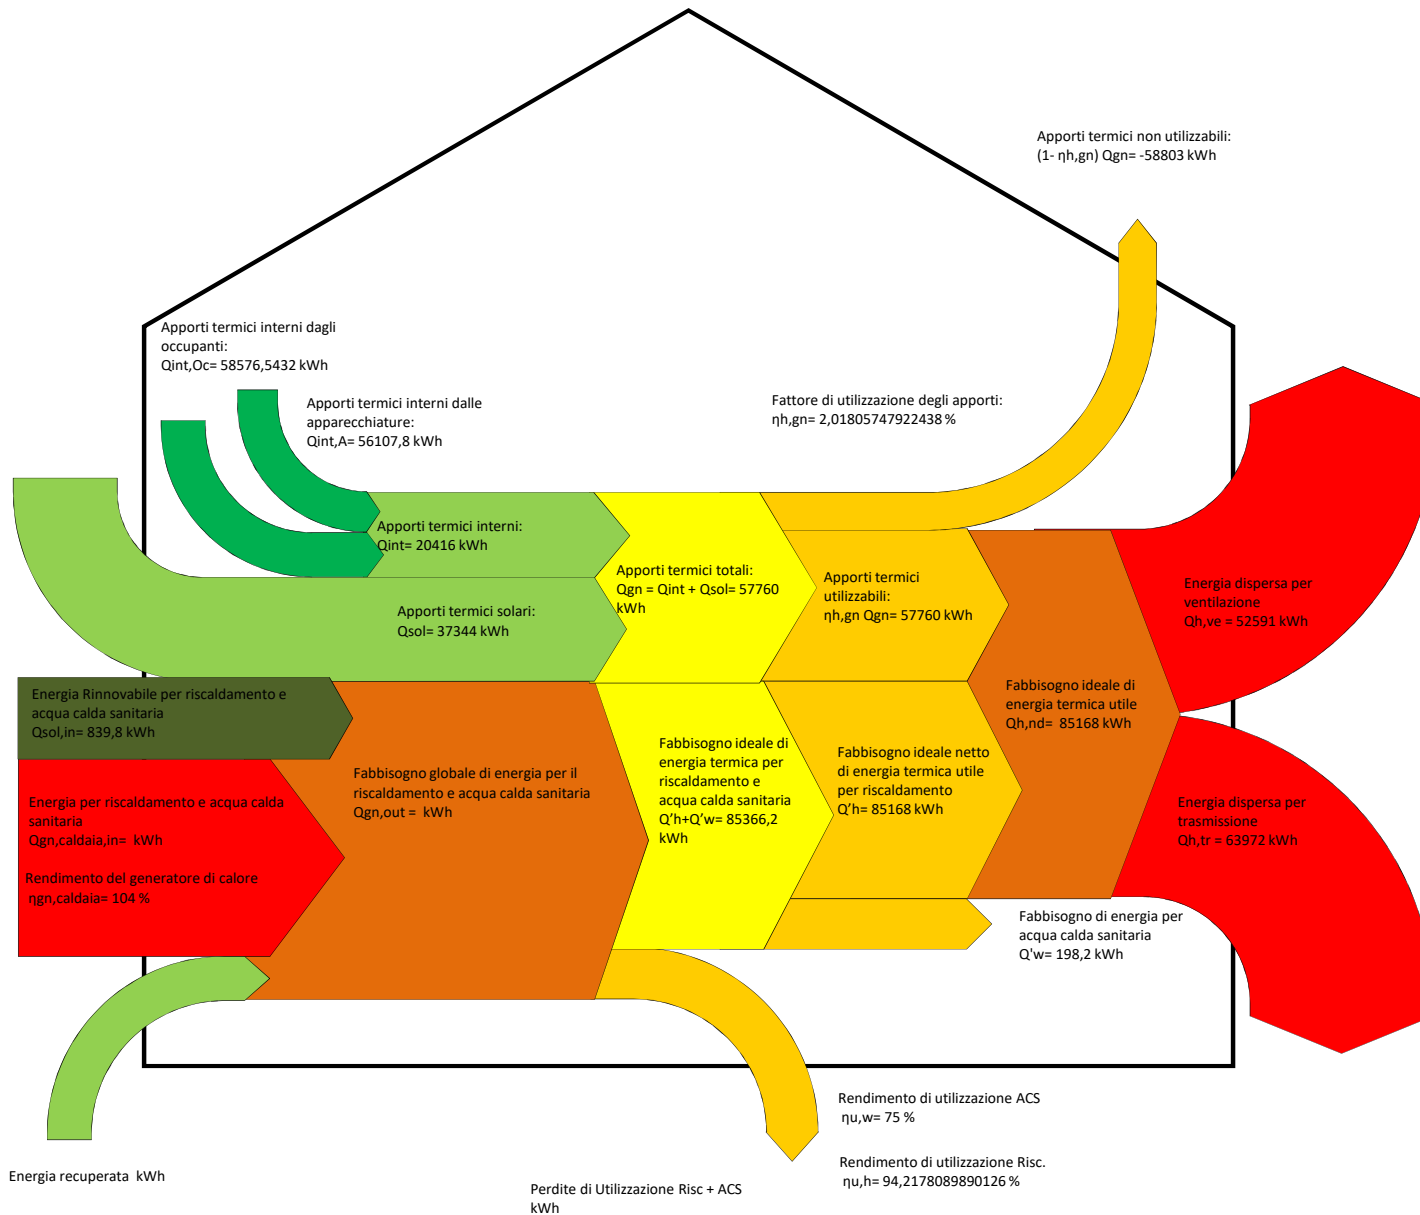 Apporti termici non utilizzabili:
(1- ηh,gn) Qgn= -58803 kWh
Apporti termici interni dagli
occupanti:
Qint,Oc= 58576,5432 kWh
Apporti termici interni dalle
apparecchiature:
Qint,A= 56107,8 kWh
Fattore di utilizzazione degli apporti:
ηh,gn= 2,01805747922438 %
Apporti termici interni:
Qint= 20416 kWh
Apporti termici totali:
Qgn = Qint + Qsol= 57760
kWh
Apporti termici
utilizzabili:
ηh,gn Qgn= 57760 kWh
Energia dispersa per
ventilazione
Qh,ve = 52591 kWh
Apporti termici solari:
Qsol= 37344 kWh
Energia Rinnovabile per riscaldamento e
acqua calda sanitaria
Qsol,in= 839,8 kWh
Fabbisogno ideale di
energia termica utile
Qh,nd= 85168 kWh
Fabbisogno globale di energia per il
riscaldamento e acqua calda sanitaria
Qgn,out = kWh
Fabbisogno ideale di
energia termica per
riscaldamento e
acqua calda sanitaria
Q’h+Q’w= 85366,2
kWh
Fabbisogno ideale netto
di energia termica utile
per riscaldamento
Q’h= 85168 kWh
Energia per riscaldamento e acqua calda
sanitaria
Qgn,caldaia,in= kWh
Rendimento del generatore di calore
ηgn,caldaia= 104 %
Energia dispersa per
trasmissione
Qh,tr = 63972 kWh
Fabbisogno di energia per
acqua calda sanitaria
Q'w= 198,2 kWh
Rendimento di utilizzazione ACS
ηu,w= 75 %
Rendimento di utilizzazione Risc.
ηu,h= 94,2178089890126 %
Energia recuperata kWh
Perdite di Utilizzazione Risc + ACS
kWh